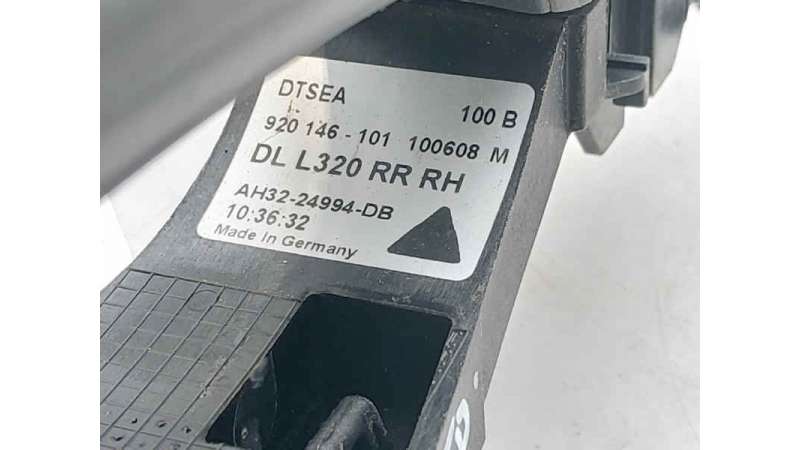 DTSEA 100 B
920 146 - 101 100608 M
DL L320 RR RH
AH32-24994-DB
10:36:32
Made In Germany